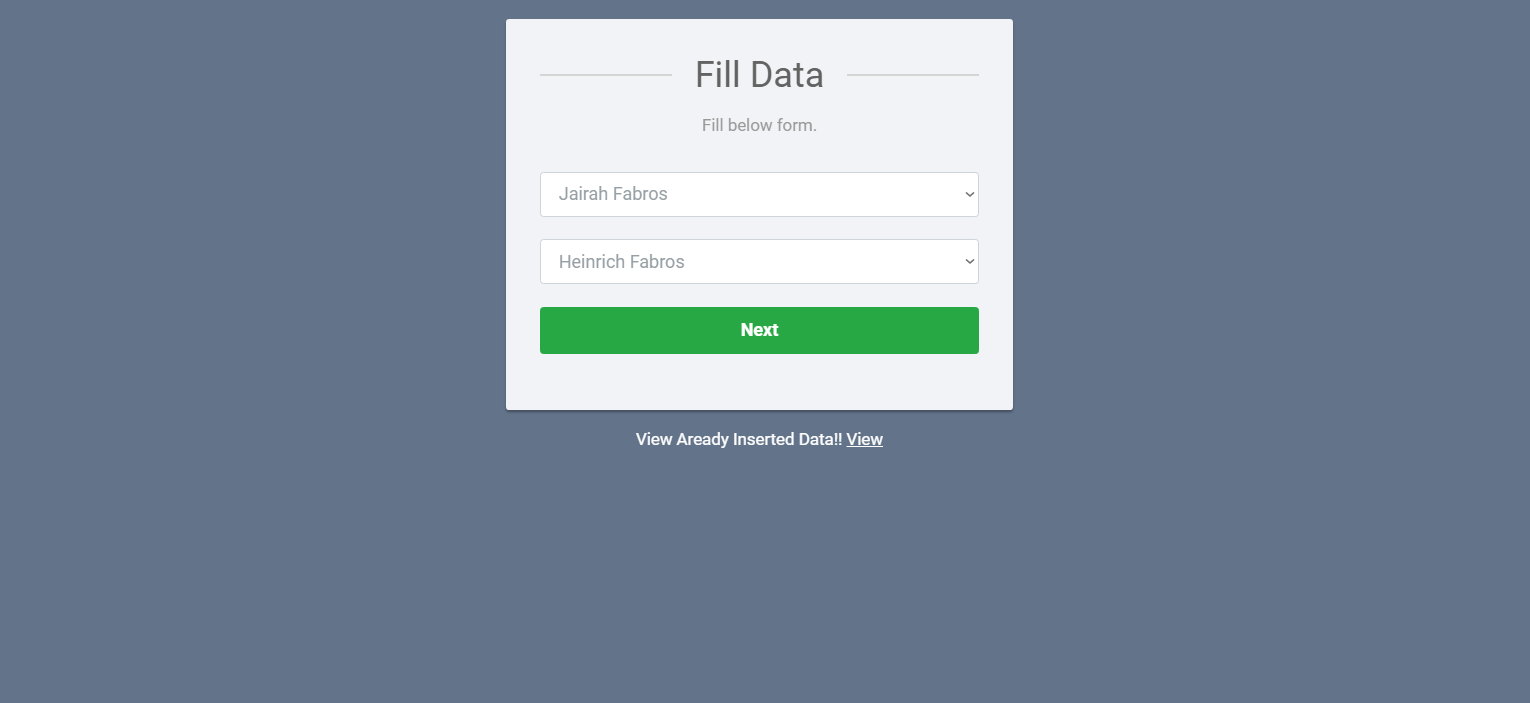 Fill Data
Fill below form.
Jairah Fabros
Heinrich Fabros
Next
View Aready Inserted Data!! View